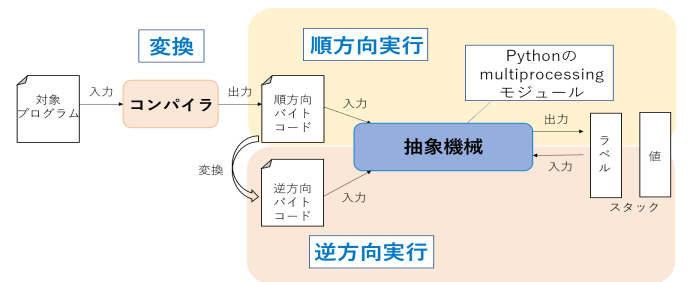 変換
順方向実行
Pythonの
multiprocessing
モジュール
対象
プログラム
入力
コンパイラ
出力
順方向
バイト
コード
入力
抽象機械
出力
入力
ラベル
値
スタック
変換
逆方向
バイト
コード
入力
逆方向実行